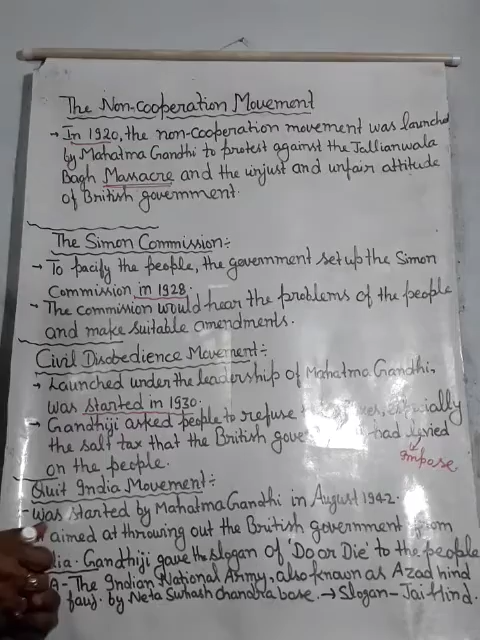 The Non-cooperation Movement
→ In 1920, the non-cooperation movement was launched
by Mahatma Gandhi to protest against the Jallianwala
Bagh Massacre and the unjust and unfair attitude
of British government.
The Simon Commission:-
→ To pacify the people, the government set up the Simon
Commission in 1928.
→ The commission would hear the problems of the people
and make suitable amendments.
Civil Disobedience Movement:-
→ Launched under the leadership of Mahatma Gandhi,
was started in 1930.
→ Gandhiji asked people to refuse especially
the salt tax that the British had levied
on the people.
Impose
Quit India Movement:-
- Was started by Mahatma Gandhi in August 1942.
aimed at throwing out the British government from
Gandhiji gave the slogan of 'Do or Die' to the people
- The Indian National Army, also known as Azad hind
fauj. by Neta Suhash chandra base. → Slogan - Jai Hind.